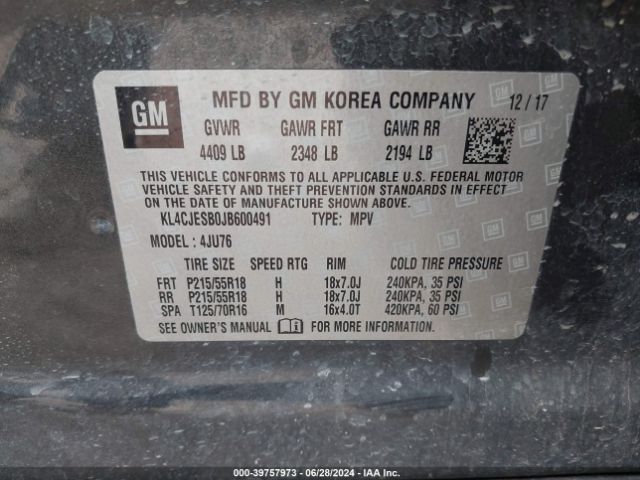 GM MFD BY GM KOREA COMPANY 12/17
GVWR GAWR FRT GAWR RR
4409 LB 2348 LB 2194 LB
THIS VEHICLE CONFORMS TO ALL APPLICABLE U.S. FEDERAL MOTOR
VEHICLE SAFETY AND THEFT PREVENTION STANDARDS IN EFFECT
ON THE DATE OF MANUFACTURE SHOWN ABOVE.
KL4CJESB0JB600491 TYPE: MPV
MODEL : 4JU76
TIRE SIZE SPEED RTG RIM COLD TIRE PRESSURE
FRT P215/55R18 H 18x7.0J 240KPA, 35 PSI
RR P215/55R18 H 18x7.0J 240KPA, 35 PSI
SPA T125/70R16 M 16x4.0T 420KPA, 60 PSI
SEE OWNER'S MANUAL FOR MORE INFORMATION.
000-39757973 - 06/28/2024 - IAA Inc.